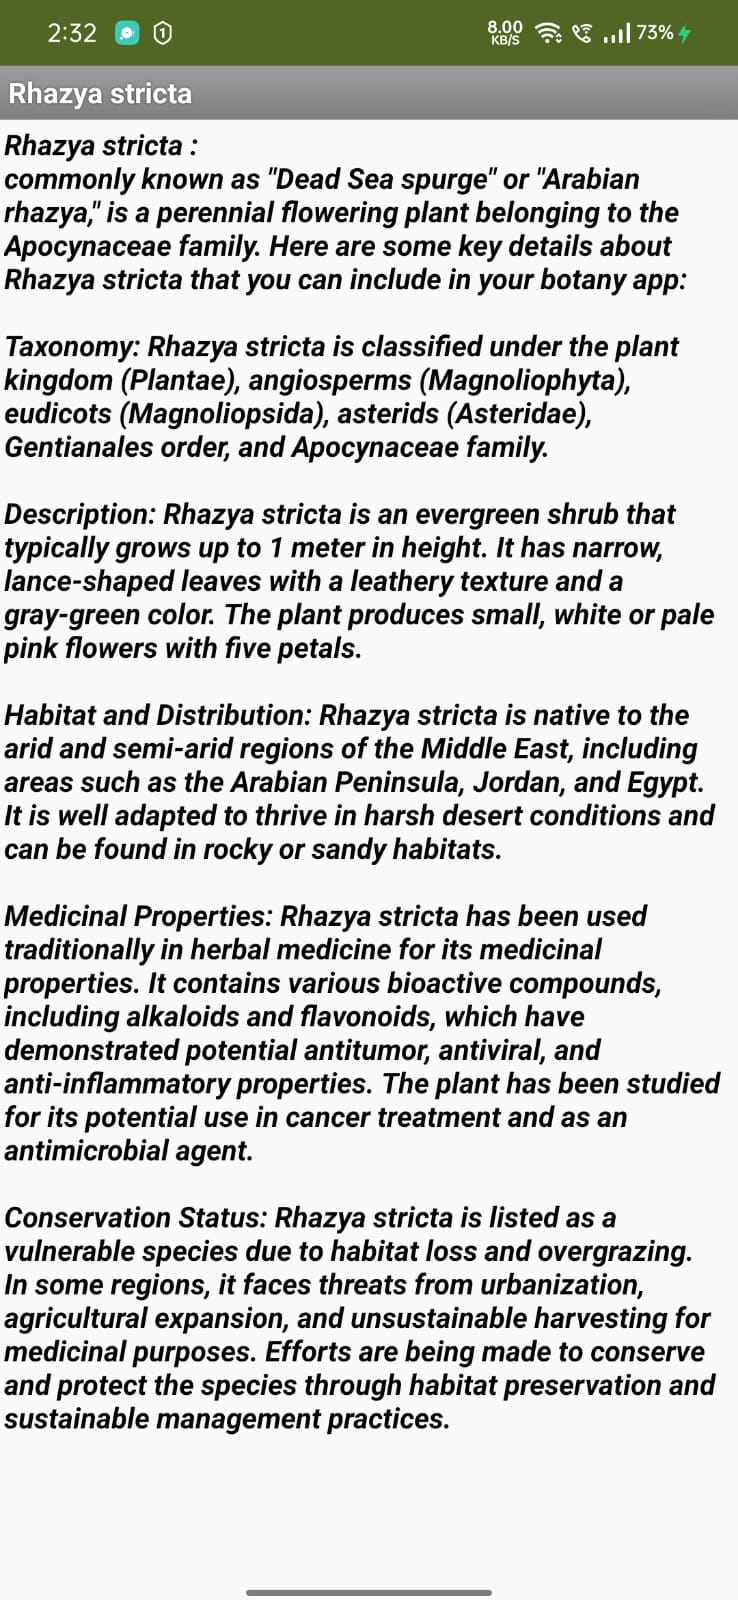 2:32
1
8.00
KB/S
73%
Rhazya stricta
Rhazya stricta :
commonly known as "Dead Sea spurge" or "Arabian
rhazya," is a perennial flowering plant belonging to the
Apocynaceae family. Here are some key details about
Rhazya stricta that you can include in your botany app:
Taxonomy: Rhazya stricta is classified under the plant
kingdom (Plantae), angiosperms (Magnoliophyta),
eudicots (Magnoliopsida), asterids (Asteridae),
Gentianales order, and Apocynaceae family.
Description: Rhazya stricta is an evergreen shrub that
typically grows up to 1 meter in height. It has narrow,
lance-shaped leaves with a leathery texture and a
gray-green color. The plant produces small, white or pale
pink flowers with five petals.
Habitat and Distribution: Rhazya stricta is native to the
arid and semi-arid regions of the Middle East, including
areas such as the Arabian Peninsula, Jordan, and Egypt.
It is well adapted to thrive in harsh desert conditions and
can be found in rocky or sandy habitats.
Medicinal Properties: Rhazya stricta has been used
traditionally in herbal medicine for its medicinal
properties. It contains various bioactive compounds,
including alkaloids and flavonoids, which have
demonstrated potential antitumor, antiviral, and
anti-inflammatory properties. The plant has been studied
for its potential use in cancer treatment and as an
antimicrobial agent.
Conservation Status: Rhazya stricta is listed as a
vulnerable species due to habitat loss and overgrazing.
In some regions, it faces threats from urbanization,
agricultural expansion, and unsustainable harvesting for
medicinal purposes. Efforts are being made to conserve
and protect the species through habitat preservation and
sustainable management practices.